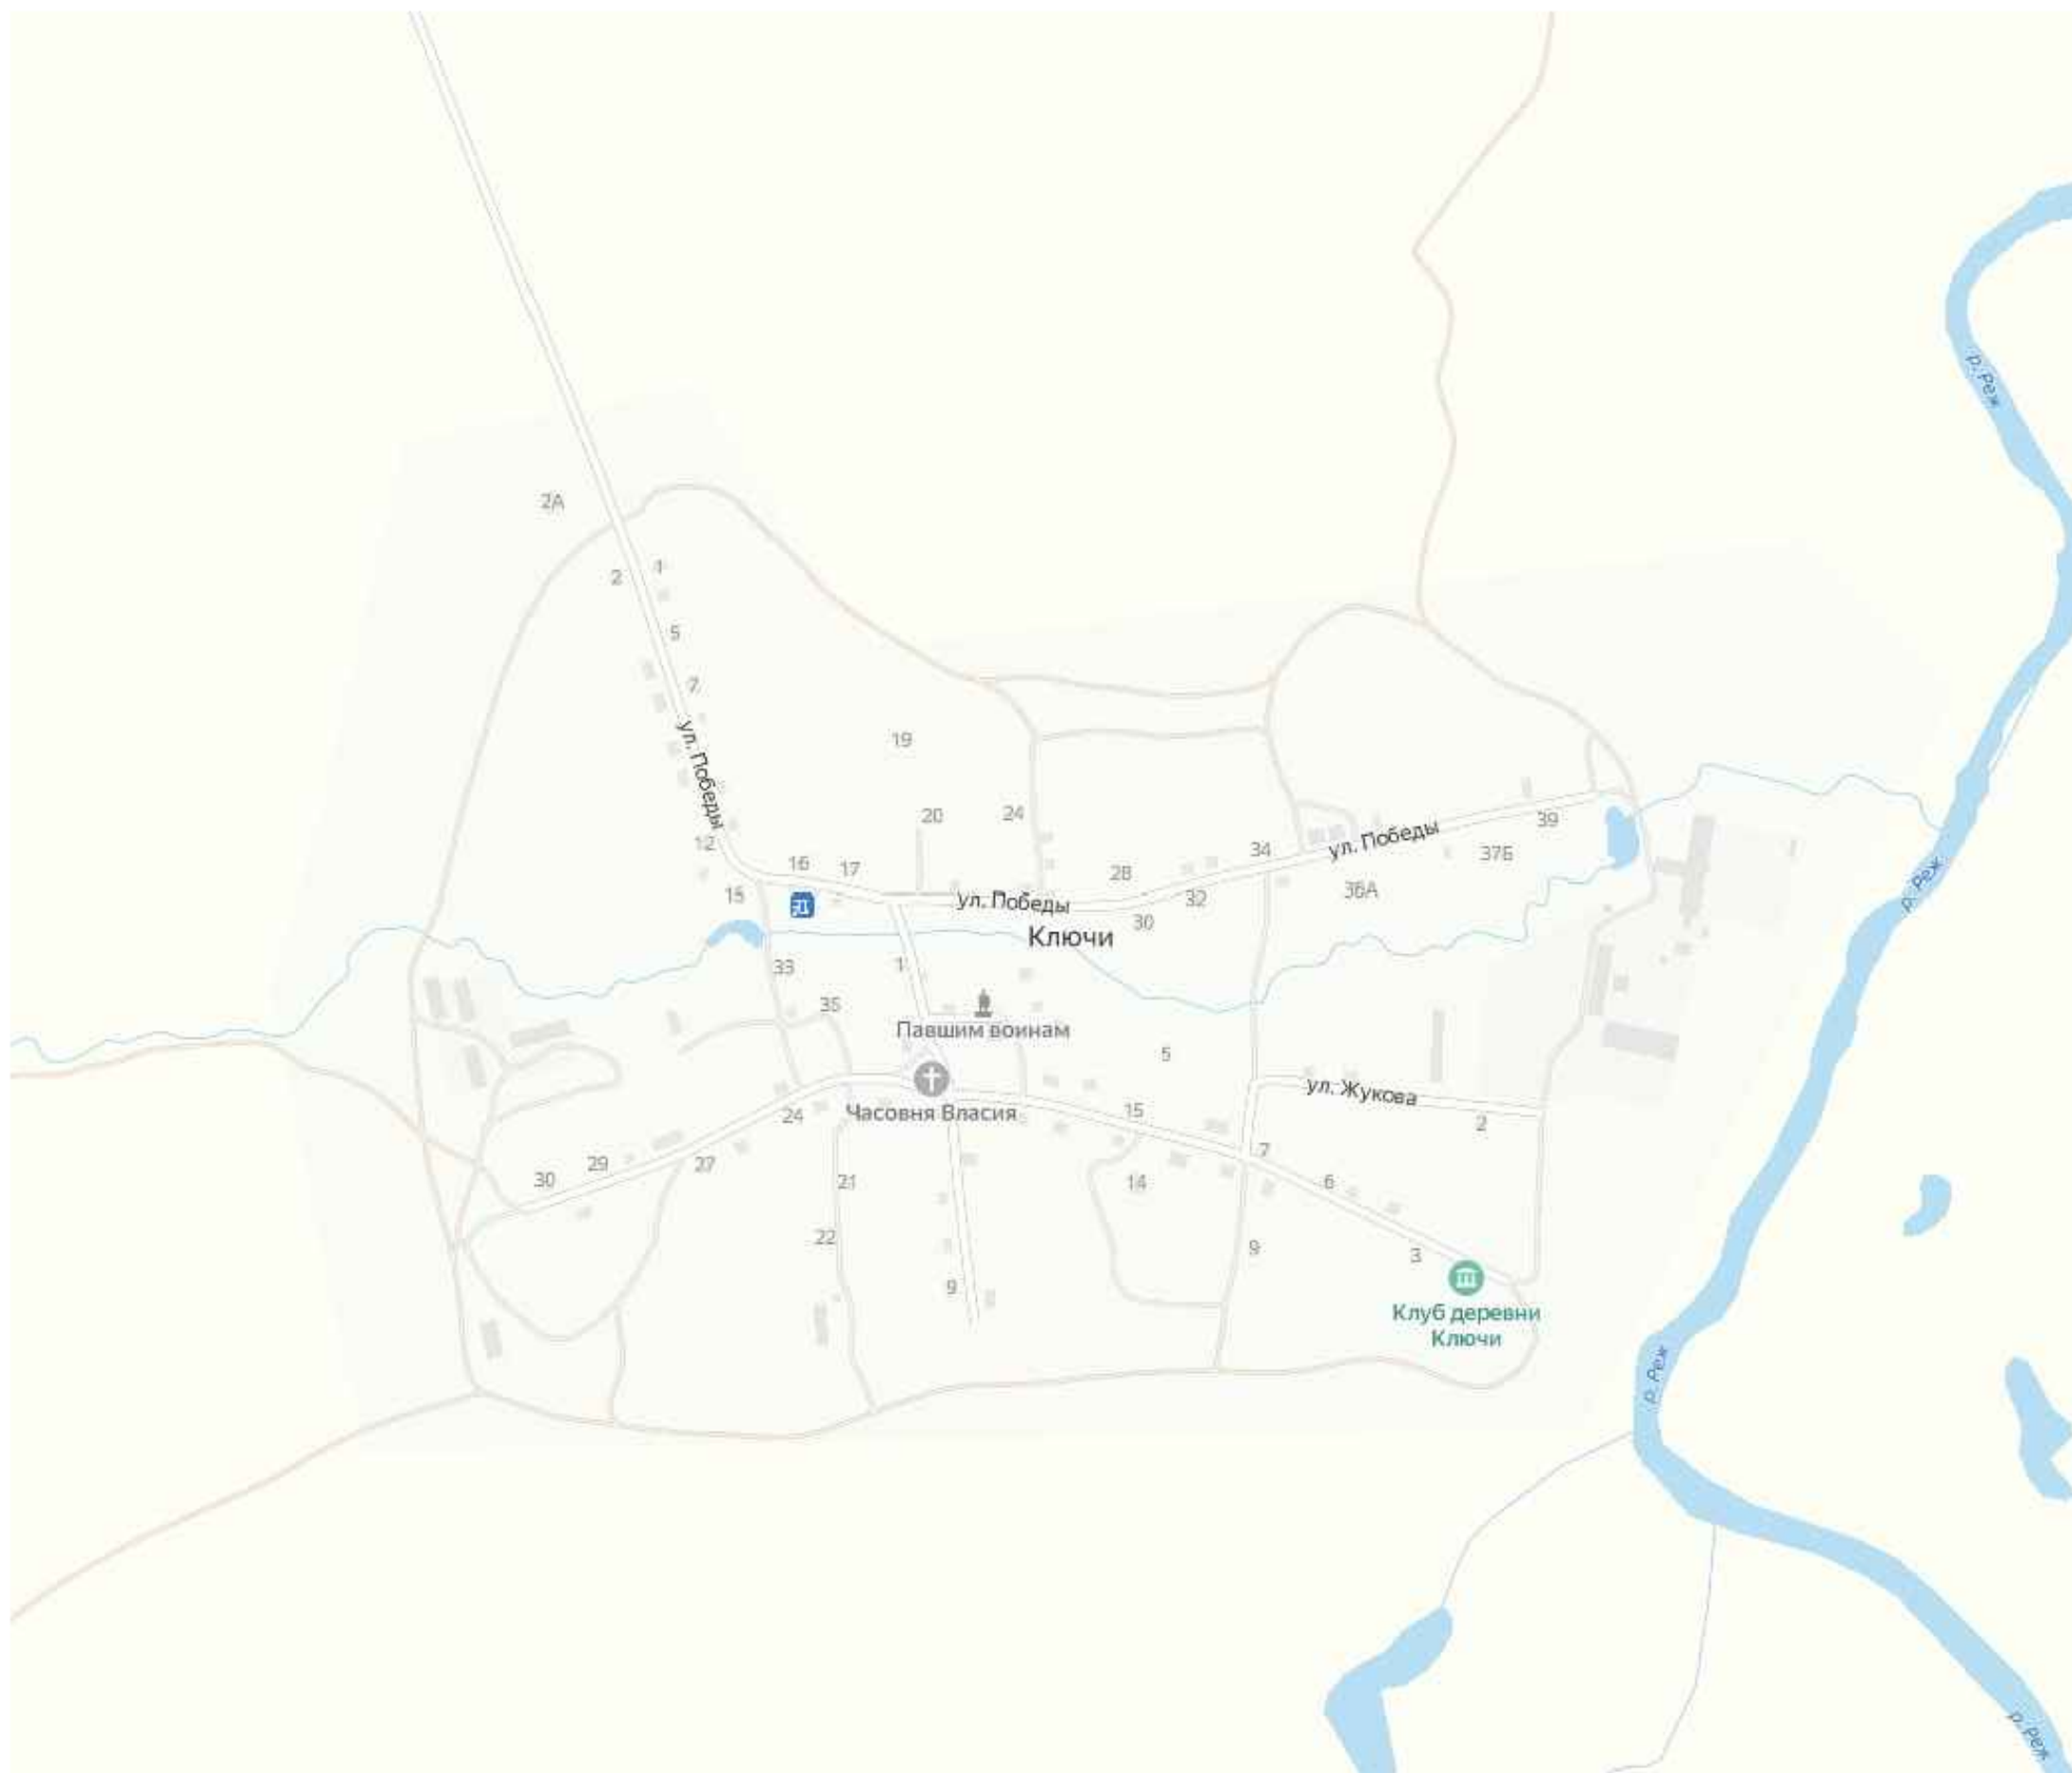 р. Реж
2А
2
1
5
7
ул. Победы
19
20
24
39
12
16
17
34
ул. Победы
37Б
28
15
32
36А
р. Реж
ул. Победы
30
Ключи
33
1
35
Павшим воинам
5
ул. Жукова
15
24
Часовня Власия
2
7
29
27
30
21
14
6
22
9
3
9
Клуб деревни
Ключи
р. Реж
р. Реж